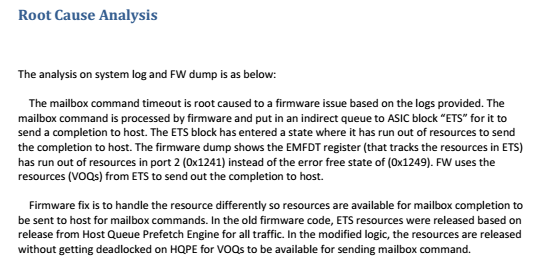 Root Cause Analysis
The analysis on system log and FW dump is as below:
The mailbox command timeout is root caused to a firmware issue based on the logs provided. The
mailbox command is processed by firmware and put in an indirect queue to ASIC block “ETS” for it to
send a completion to host. The ETS block has entered a state where it has run out of resources to send
the completion to host. The firmware dump shows the EMFDT register (that tracks the resources in ETS)
has run out of resources in port 2 (0x1241) instead of the error free state of (0x1249). FW uses the
resources (VOQs) from ETS to send out the completion to host.
Firmware fix is to handle the resource differently so resources are available for mailbox completion to
be sent to host for mailbox commands. In the old firmware code, ETS resources were released based on
release from Host Queue Prefetch Engine for all traffic. In the modified logic, the resources are released
without getting deadlocked on HQPE for VOQs to be available for sending mailbox command.